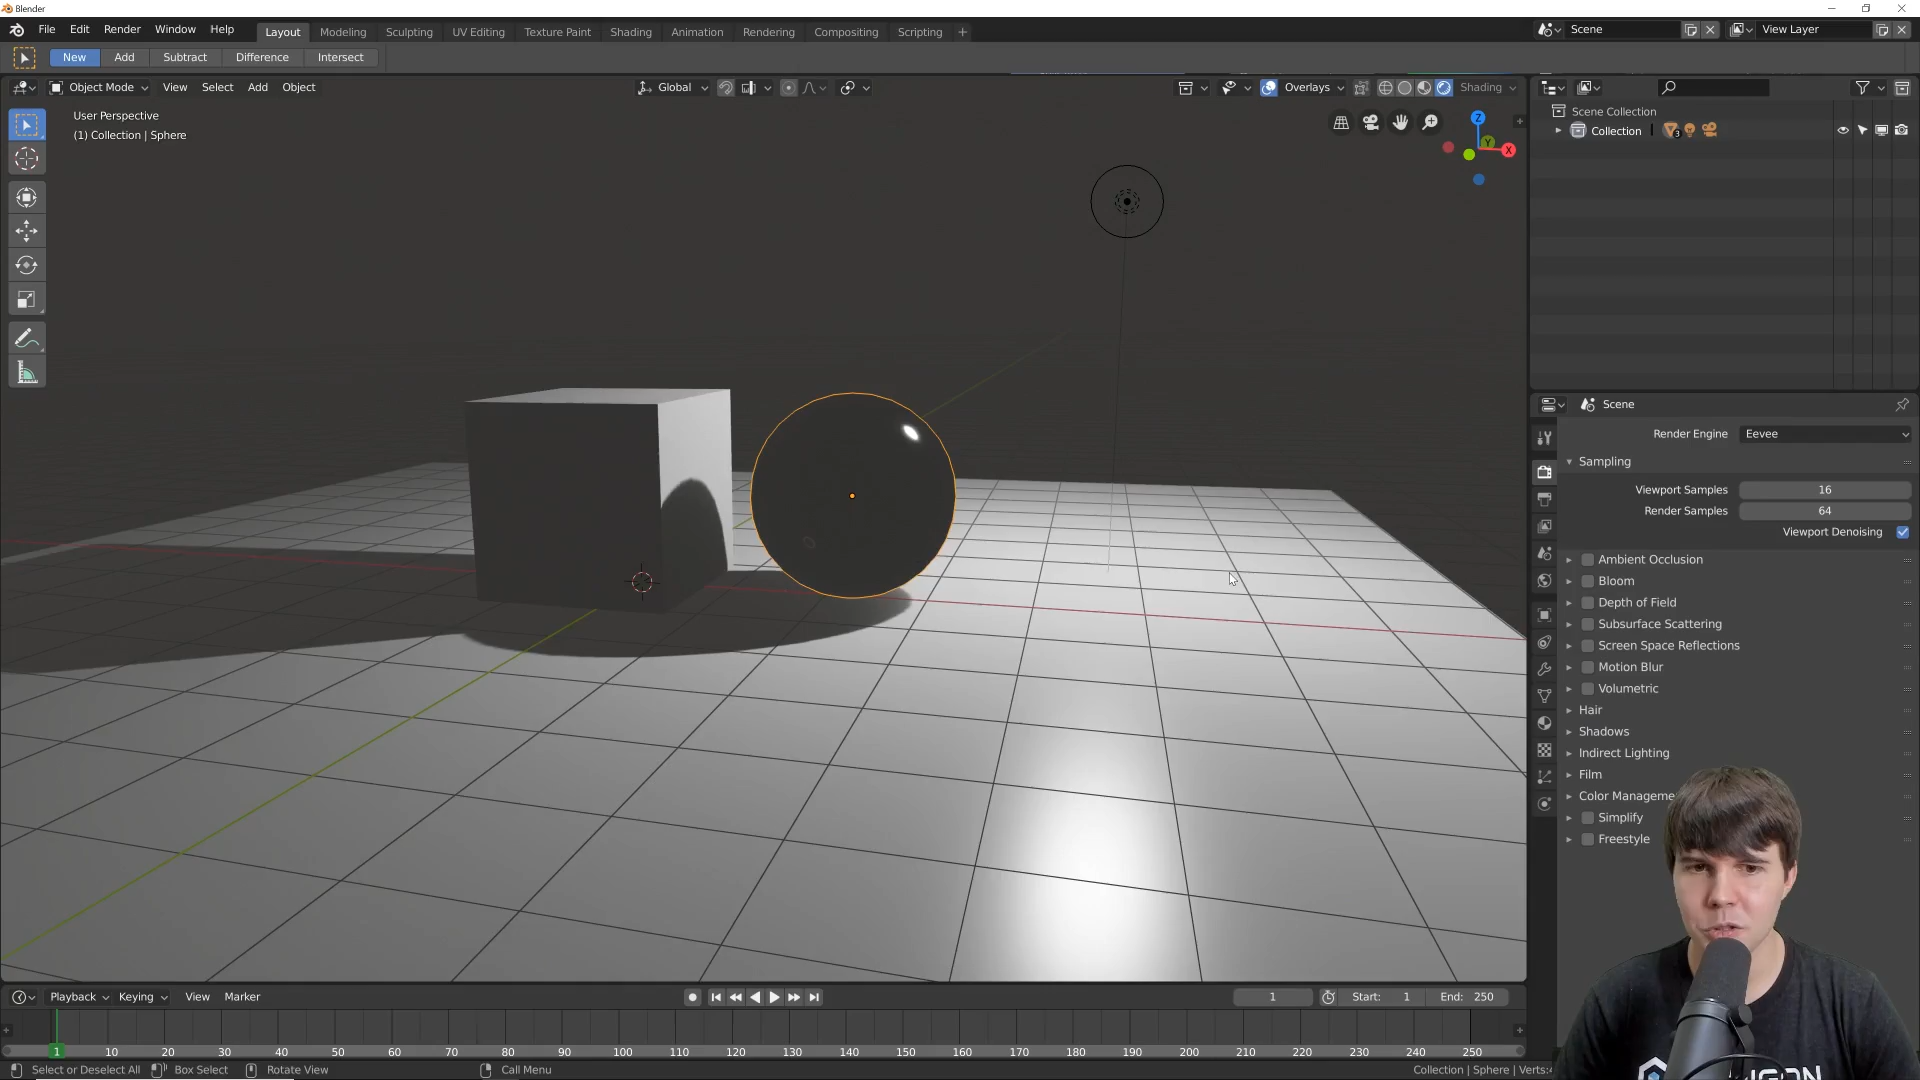 Blender
File Edit Render Window Help Layout Modeling Sculpting UV Editing Texture Paint Shading Animation Rendering Compositing Scripting + Scene View Layer
New Add Subtract Difference Intersect
Object Mode View Select Add Object Global Overlays Shading
User Perspective
(1) Collection | Sphere
Z
Y
X
Scene Collection
Collection
3
Scene
Render Engine Eevee
Sampling
Viewport Samples 16
Render Samples 64
Viewport Denoising
Ambient Occlusion
Bloom
Depth of Field
Subsurface Scattering
Screen Space Reflections
Motion Blur
Volumetric
Hair
Shadows
Indirect Lighting
Film
Color Manageme
Simplify
Freestyle
Playback Keying View Marker 1 Start: 1 End: 250
1 10 20 30 40 50 60 70 80 90 100 110 120 130 140 150 160 170 180 190 200 210 220 230 240 250
Select or Deselect All Box Select Rotate View Call Menu Collection | Sphere | Verts:4